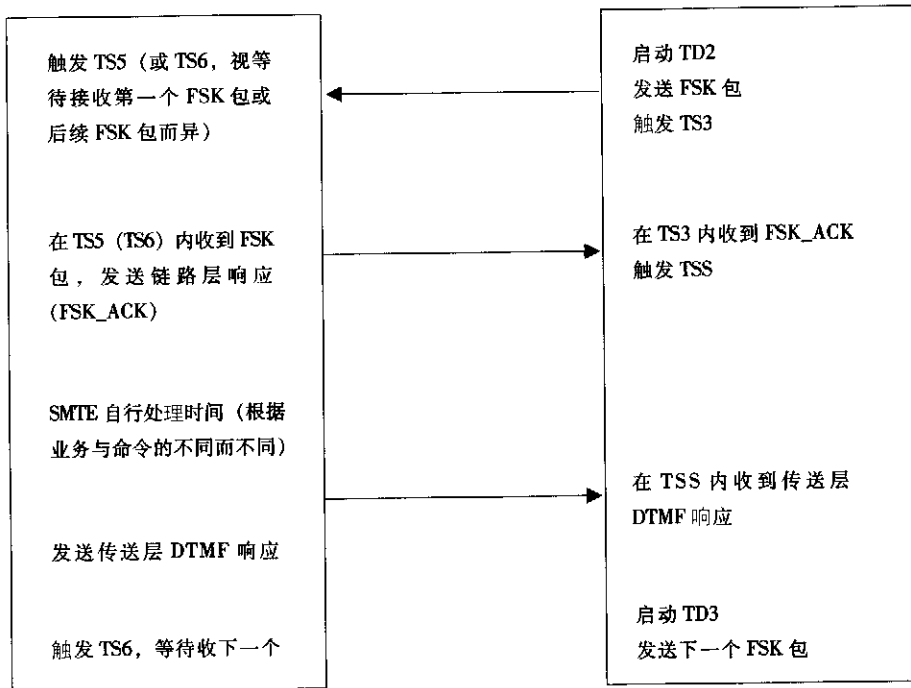 触发 TS5（或 TS6，视等
待接收第一个 FSK 包或
后续 FSK 包而异）
在 TS5（TS6）内收到 FSK
包，发送链路层响应
(FSK_ACK)
SMTE 自行处理时间（根据
业务与命令的不同而不同）
发送传送层 DTMF 响应
触发 TS6，等待收下一个
启动 TD2
发送 FSK 包
触发 TS3
在 TS3 内收到 FSK_ACK
触发 TSS
在 TSS 内收到传送层
DTMF 响应
启动 TD3
发送下一个 FSK 包